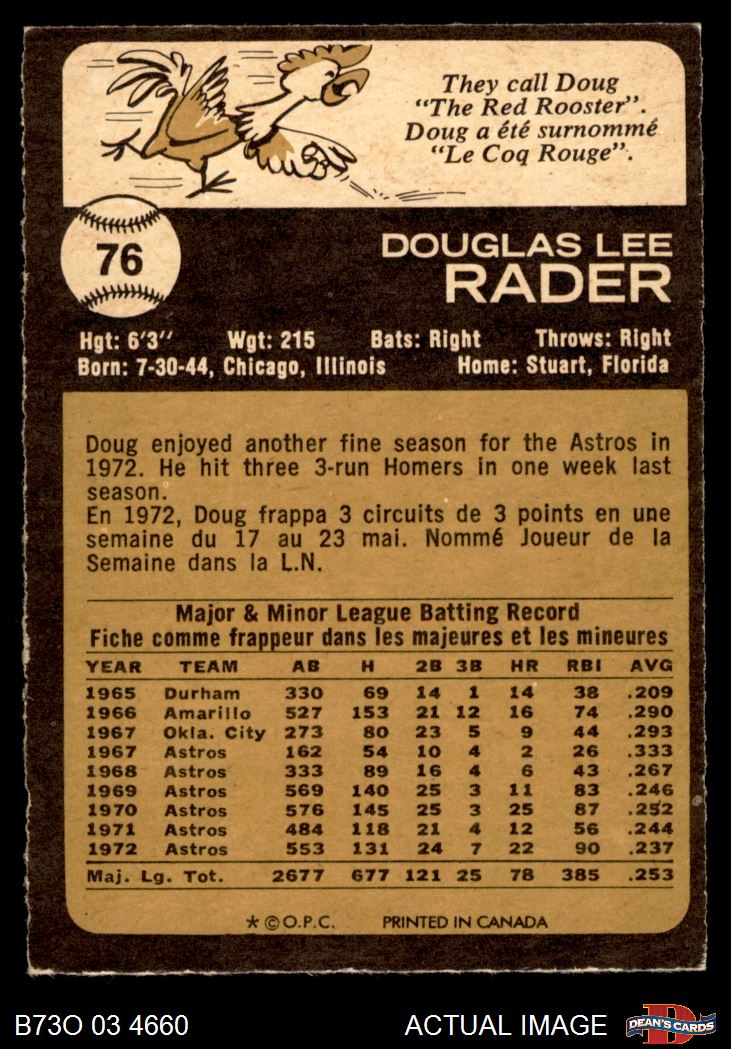 They call Doug
"The Red Rooster".
Doug a été surnommé
"Le Coq Rouge".
76
DOUGLAS LEE
RADER
Hgt: 6'3" Wgt: 215 Bats: Right Throws: Right
Born: 7-30-44, Chicago, Illinois Home: Stuart, Florida
Doug enjoyed another fine season for the Astros in
1972. He hit three 3-run Homers in one week last
season.
En 1972, Doug frappa 3 circuits de 3 points en une
semaine du 17 au 23 mai. Nommé Joueur de la
Semaine dans la L.N.
Major & Minor League Batting Record
Fiche comme frappeur dans les majeures et les mineures
YEAR TEAM AB H 2B 3B HR RBI AVG
1965 Durham 330 69 14 1 14 38 .209
1966 Amarillo 527 153 21 12 16 74 .290
1967 Okla. City 273 80 23 5 9 44 .293
1967 Astros 162 54 10 4 2 26 .333
1968 Astros 333 89 16 4 6 43 .267
1969 Astros 569 140 25 3 11 83 .246
1970 Astros 576 145 25 3 25 87 .252
1971 Astros 484 118 21 4 12 56 .244
1972 Astros 553 131 24 7 22 90 .237
Maj. Lg. Tot. 2677 677 121 25 78 385 .253
* © O.P.C. PRINTED IN CANADA
B73O 03 4660 ACTUAL IMAGE D DEAN'S CARDS